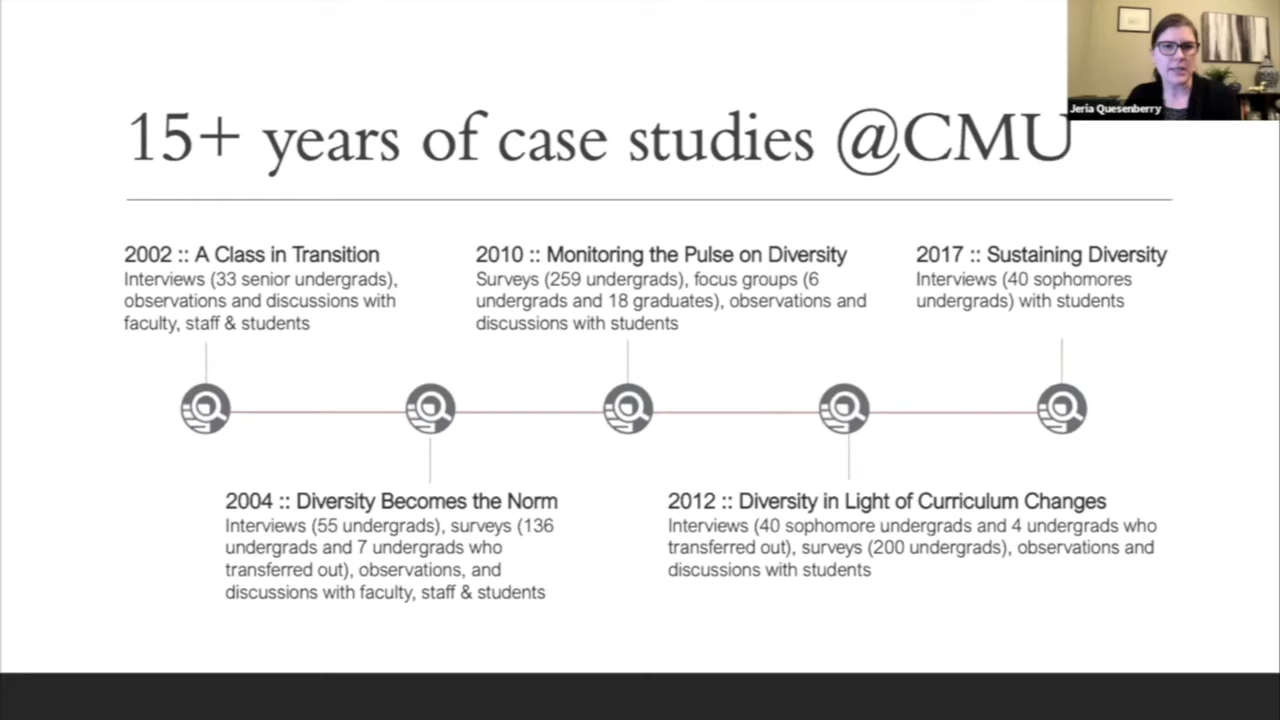 Jeria Quesenberry
15+ years of case studies @CMU
2002 :: A Class in Transition
Interviews (33 senior undergrads),
observations and discussions with
faculty, staff & students
2010 :: Monitoring the Pulse on Diversity
Surveys (259 undergrads), focus groups (6
undergrads and 18 graduates), observations and
discussions with students
2017 :: Sustaining Diversity
Interviews (40 sophomores
undergrads) with students
2004 :: Diversity Becomes the Norm
Interviews (55 undergrads), surveys (136
undergrads and 7 undergrads who
transferred out), observations, and
discussions with faculty, staff & students
2012 :: Diversity in Light of Curriculum Changes
Interviews (40 sophomore undergrads and 4 undergrads who
transferred out), surveys (200 undergrads), observations and
discussions with students